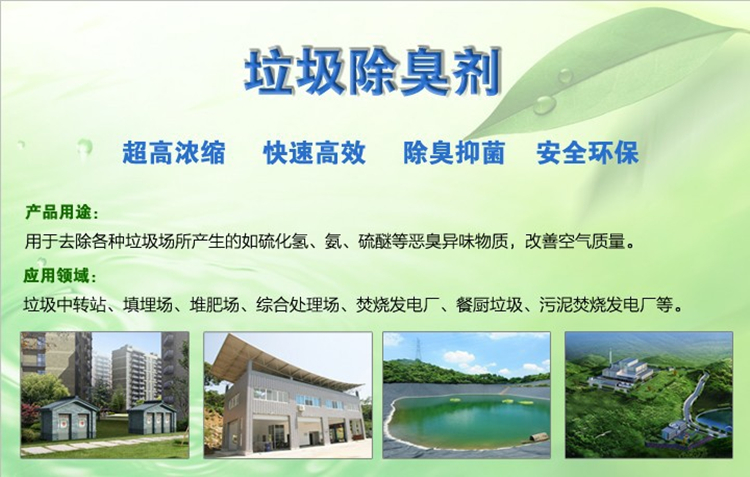 垃圾除臭剂
超高浓缩 快速高效 除臭抑菌 安全环保
产品用途：
用于去除各种垃圾场所产生的如硫化氢、氨、硫醚等恶臭异味物质，改善空气质量。
应用领域：
垃圾中转站、填埋场、堆肥场、综合处理场、焚烧发电厂、餐厨垃圾、污泥焚烧发电厂等。